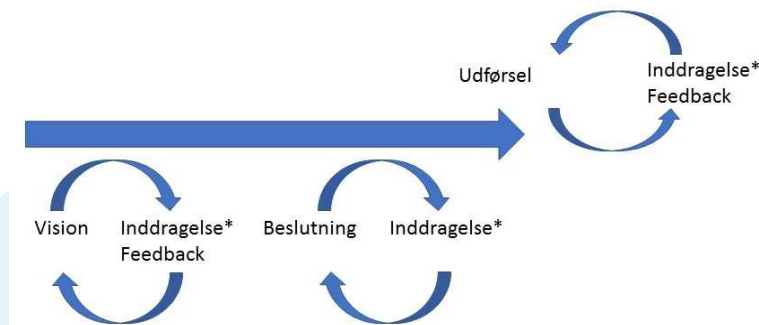 Udførsel
Inddragelse*
Feedback
Vision
Inddragelse*
Feedback
Beslutning
Inddragelse*